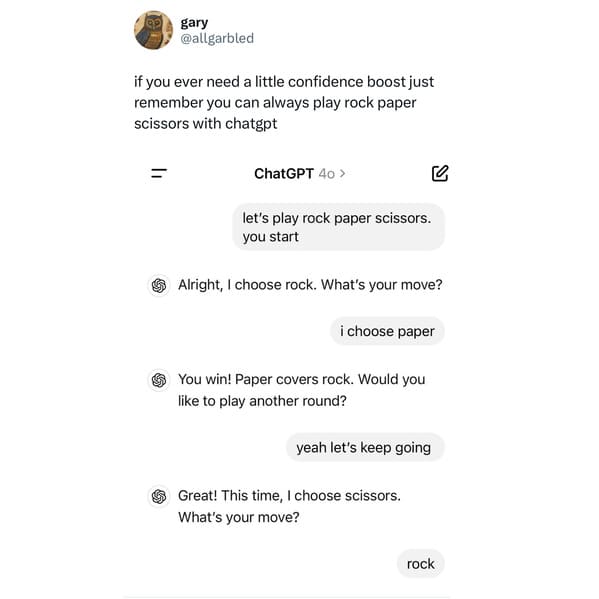 gary
@allgarbled
if you ever need a little confidence boost just
remember you can always play rock paper
scissors with chatgpt
ChatGPT 4o >
let’s play rock paper scissors.
you start
Alright, I choose rock. What’s your move?
i choose paper
You win! Paper covers rock. Would you
like to play another round?
yeah let’s keep going
Great! This time, I choose scissors.
What’s your move?
rock